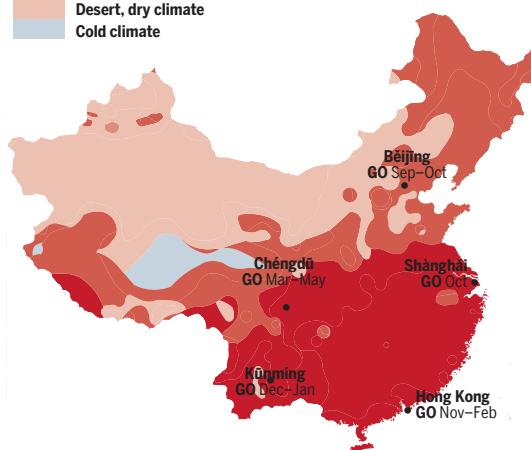 Desert, dry climate
Cold climate
Běijīng
GO Sep–Oct
Chéngdū
GO Mar–May
Shànghǎi
GO Oct
Kūnmíng
GO Dec–Jan
Hong Kong
GO Nov–Feb